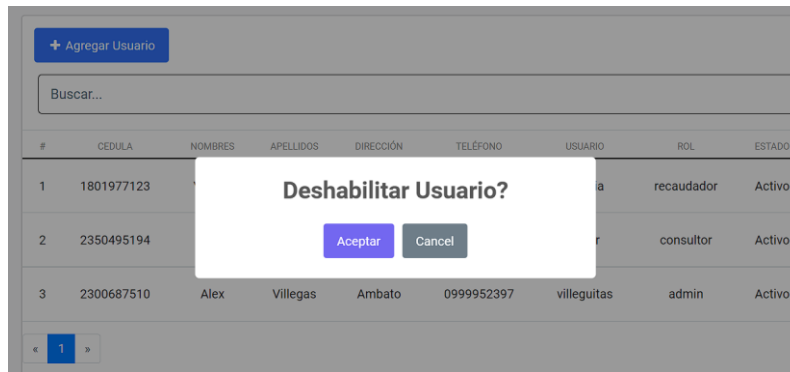 + Agregar Usuario
Buscar...
# CEDULA NOMBRES APELLIDOS DIRECCIÓN TELÉFONO USUARIO ROL ESTADO
1 1801977123 recaudador Activo
2 2350495194 consultor Activo
Deshabilitar Usuario?
Aceptar Cancel
3 2300687510 Alex Villegas Ambato 0999952397 villeguitas admin Activo
« 1 »